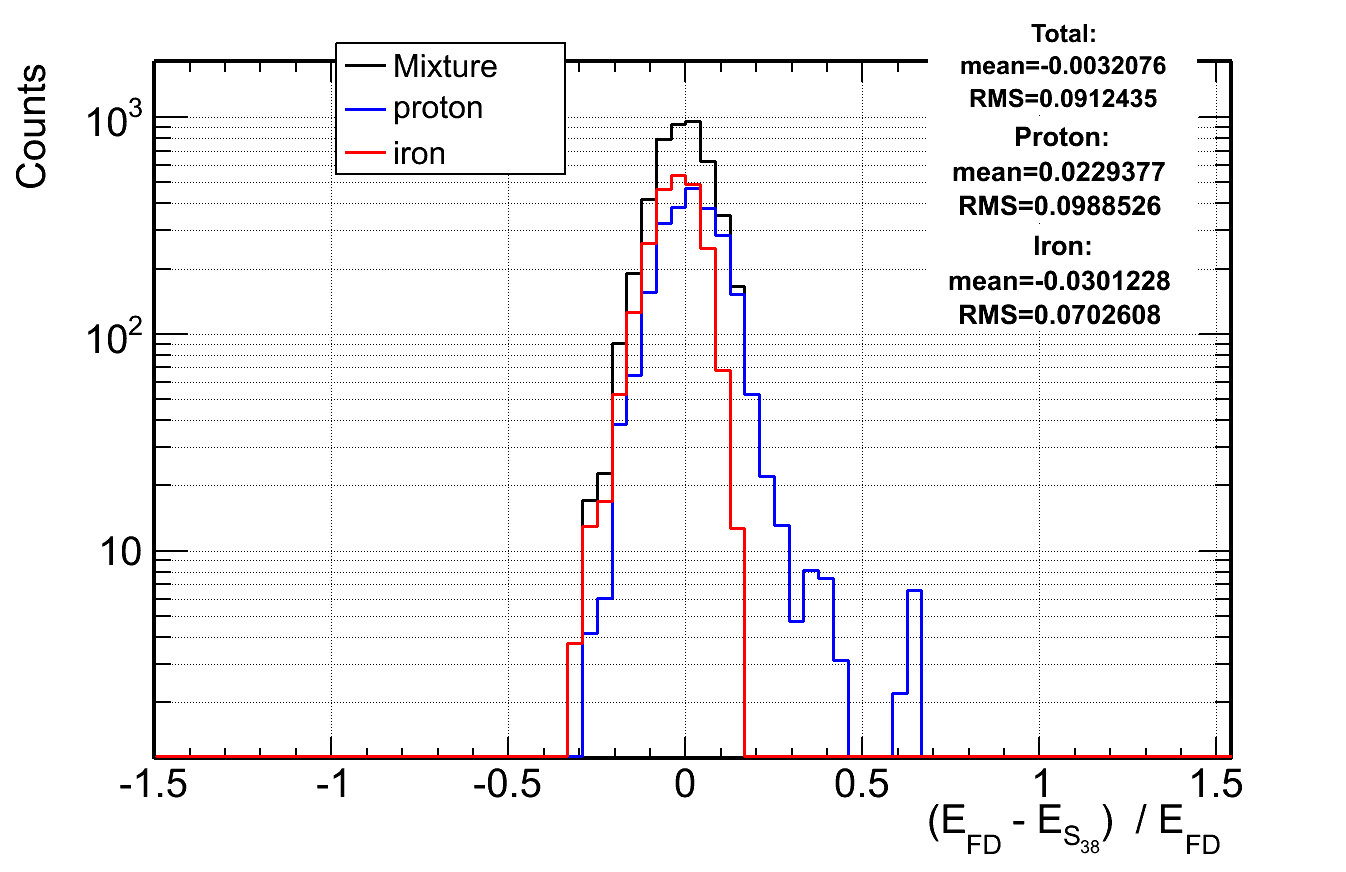 Total:
mean=-0.0032076
RMS=0.0912435
Proton:
mean=0.0229377
RMS=0.0988526
Iron:
mean=-0.0301228
RMS=0.0702608
Mixture
proton
iron
Counts
10³
10²
10
-1.5 -1 -0.5 0 0.5 1 1.5
(E_FD - E_S_38) / E_FD